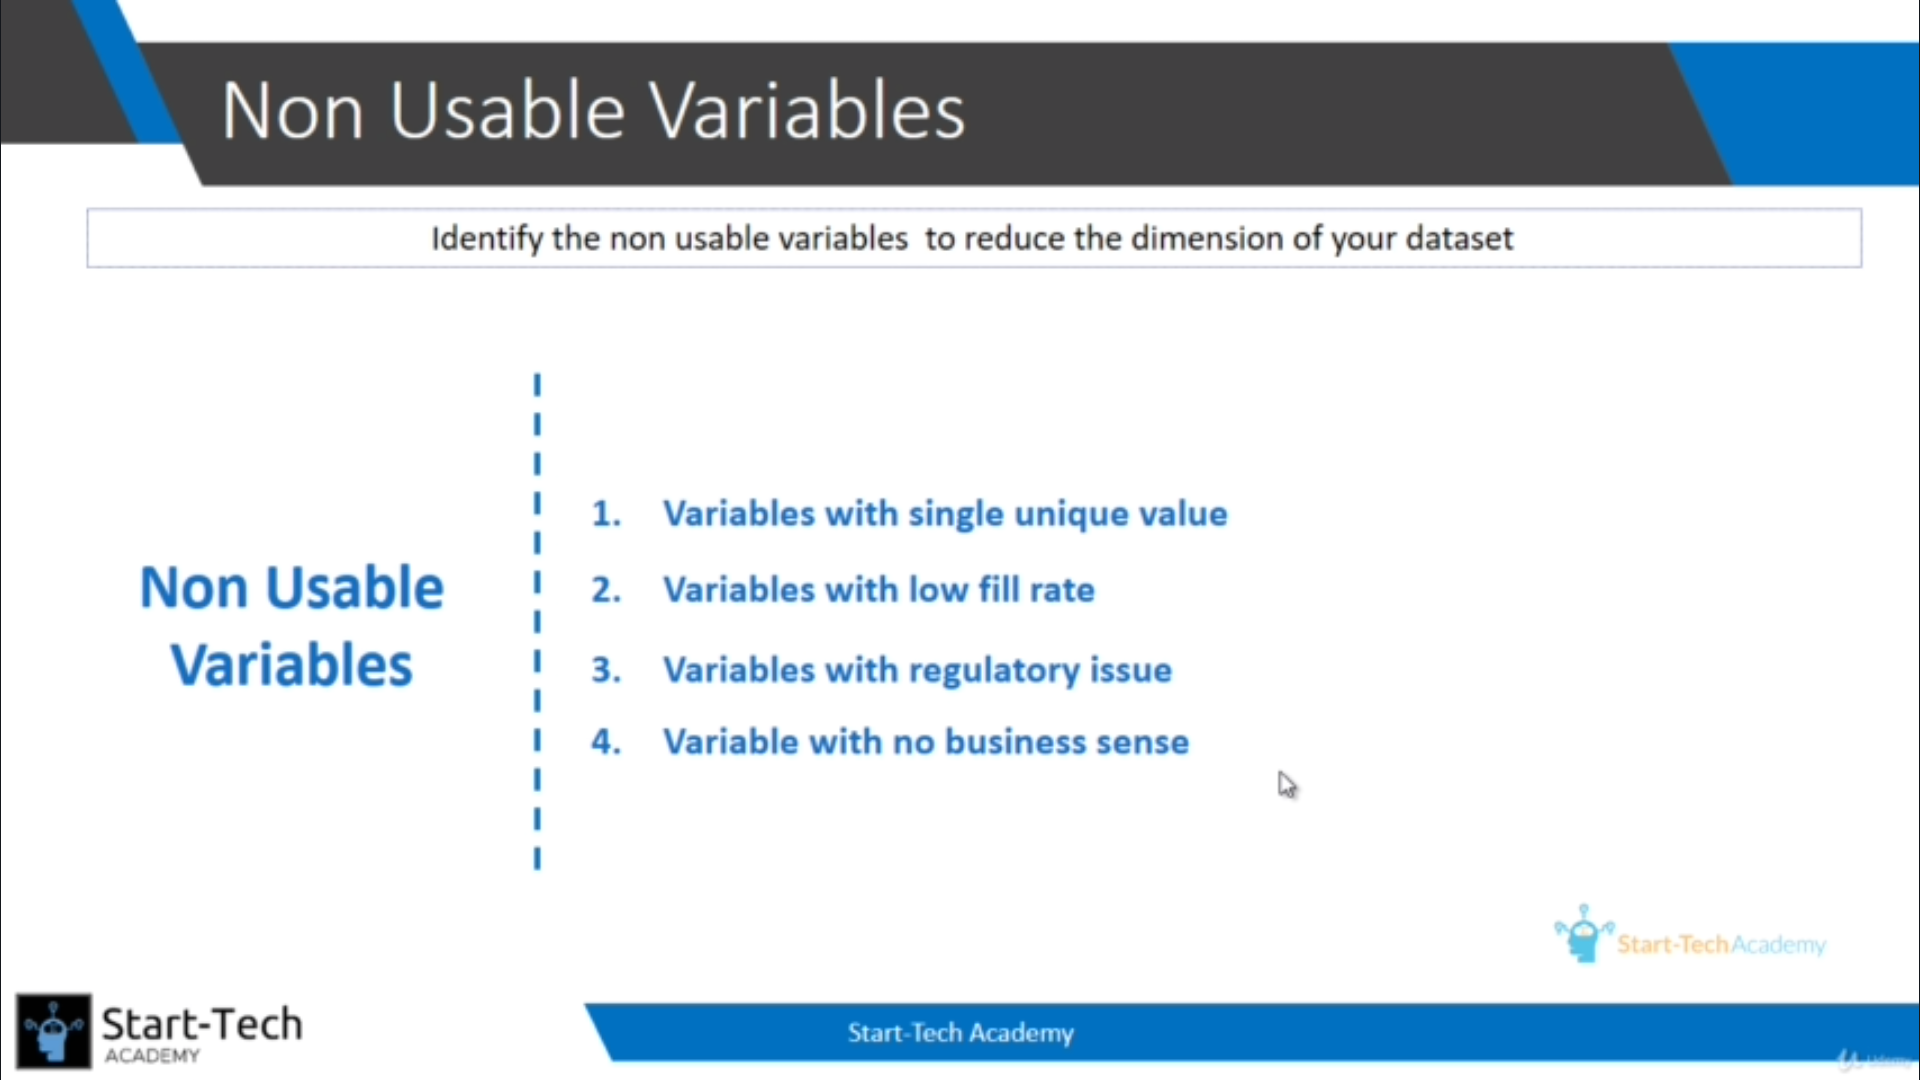 Non Usable Variables
Identify the non usable variables  to reduce the dimension of your dataset
Non Usable
Variables
1. Variables with single unique value
2. Variables with low fill rate
3. Variables with regulatory issue
4. Variable with no business sense
Start-TechAcademy
Start-Tech
ACADEMY
Start-Tech Academy
Udemy